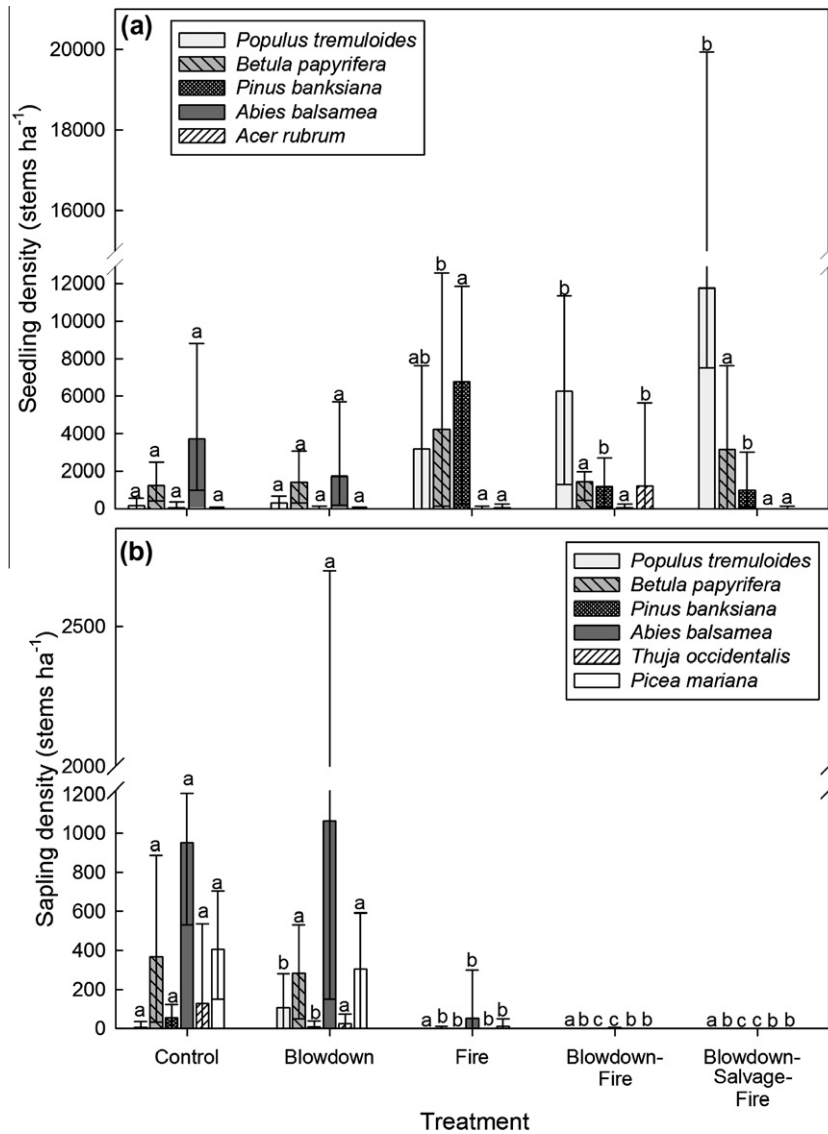 (a)
Populus tremuloides
Betula papyrifera
Pinus banksiana
Abies balsamea
Acer rubrum
Seedling density (stems ha⁻¹)
20000
18000
16000
12000
10000
8000
6000
4000
2000
0
a a a a a
a a a a a
ab b a a a
b a b a b
b a b a a
(b)
Populus tremuloides
Betula papyrifera
Pinus banksiana
Abies balsamea
Thuja occidentalis
Picea mariana
Sapling density (stems ha⁻¹)
2500
2000
1200
1000
800
600
400
200
0
a a a a a a
b a b a a a
a b b b b b
a b c c b b
a b c c b b
Control
Blowdown
Fire
Blowdown-
Fire
Blowdown-
Salvage-
Fire
Treatment